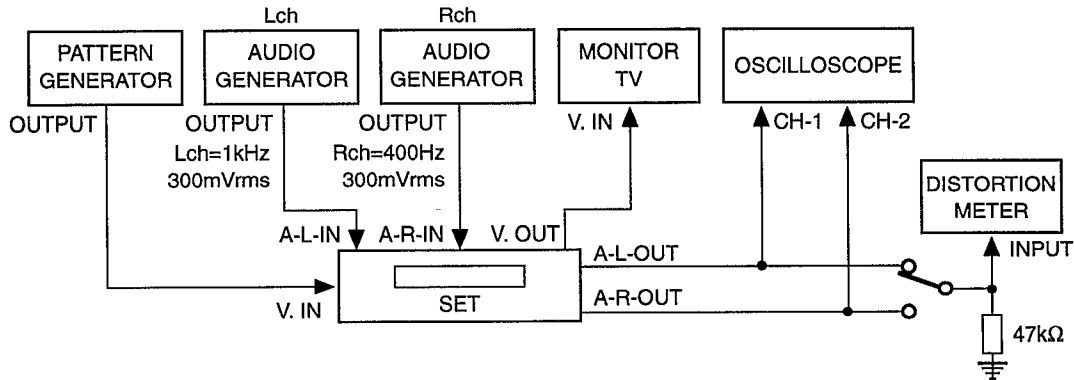 Lch
Rch
PATTERN
GENERATOR
AUDIO
GENERATOR
AUDIO
GENERATOR
MONITOR
TV
OSCILLOSCOPE
OUTPUT
OUTPUT
Lch=1kHz
300mVrms
OUTPUT
Rch=400Hz
300mVrms
V. IN
CH-1
CH-2
DISTORTION
METER
INPUT
A-L-IN
A-R-IN
V. OUT
A-L-OUT
A-R-OUT
V. IN
SET
47kΩ